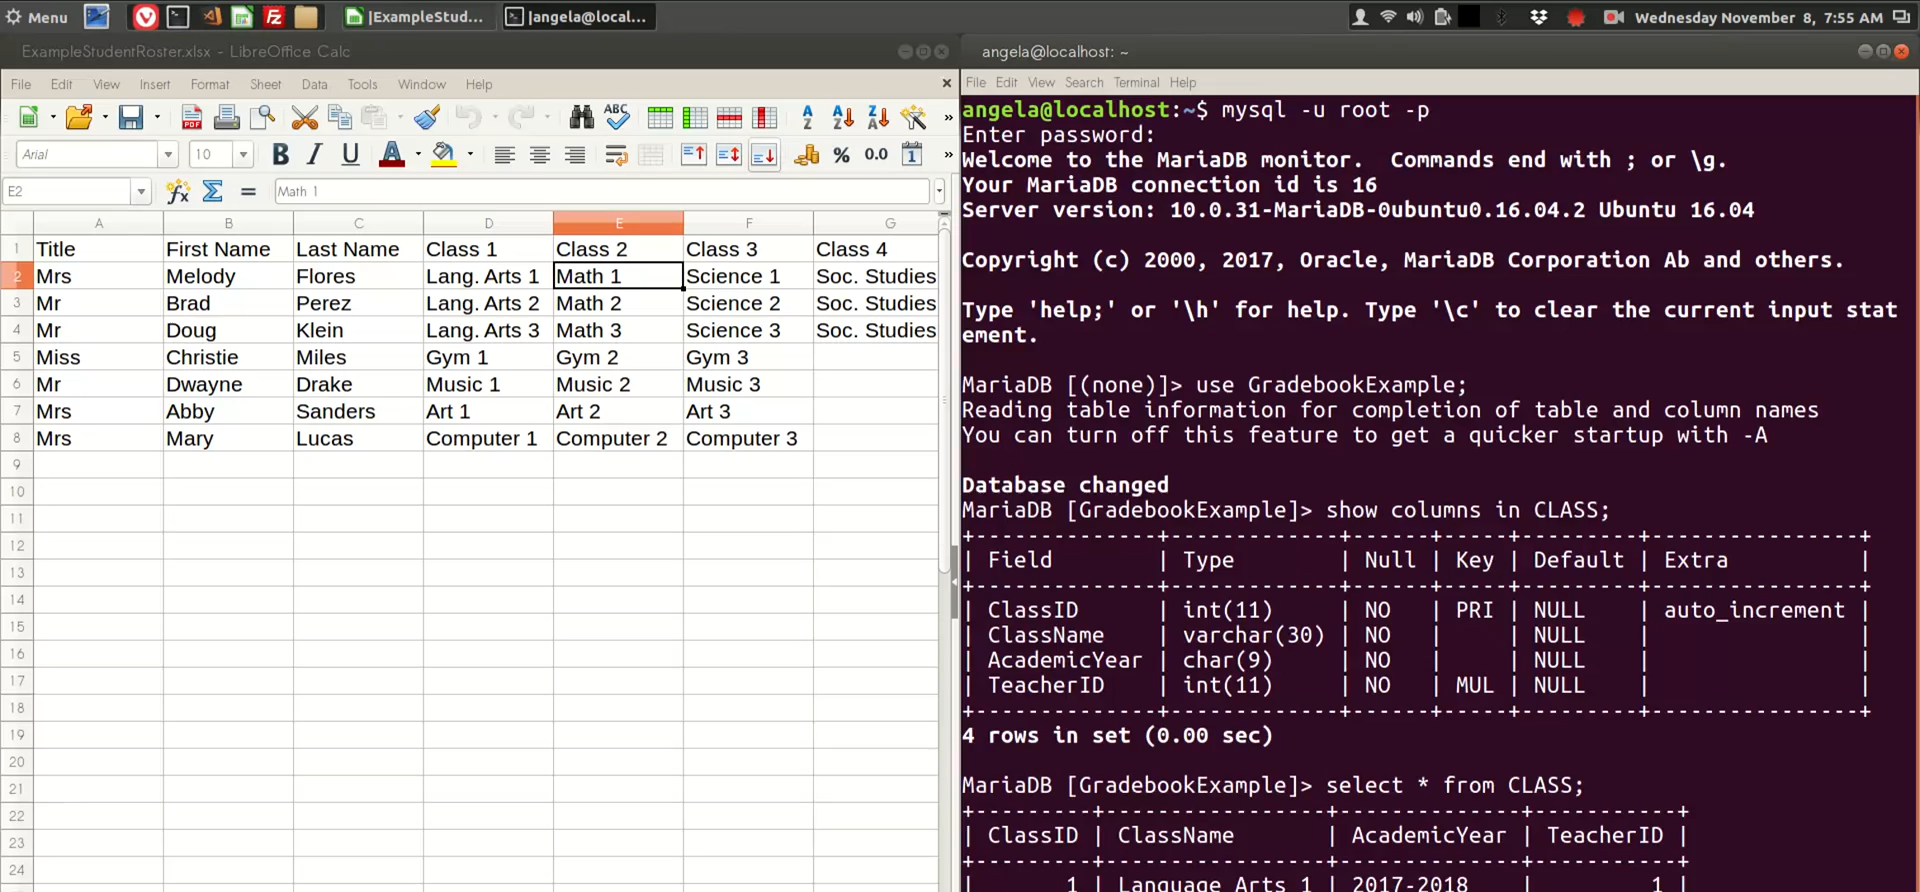 Menu
|ExampleStud...
|angela@local...
Wednesday November 8, 7:55 AM
ExampleStudentRoster.xlsx - LibreOffice Calc
File Edit View Insert Format Sheet Data Tools Window Help
Arial 10
E2 Math 1
A B C D E F G
1 Title First Name Last Name Class 1 Class 2 Class 3 Class 4
2 Mrs Melody Flores Lang. Arts 1 Math 1 Science 1 Soc. Studies
3 Mr Brad Perez Lang. Arts 2 Math 2 Science 2 Soc. Studies
4 Mr Doug Klein Lang. Arts 3 Math 3 Science 3 Soc. Studies
5 Miss Christie Miles Gym 1 Gym 2 Gym 3
6 Mr Dwayne Drake Music 1 Music 2 Music 3
7 Mrs Abby Sanders Art 1 Art 2 Art 3
8 Mrs Mary Lucas Computer 1 Computer 2 Computer 3
9
10
11
12
13
14
15
16
17
18
19
20
21
22
23
24
angela@localhost: ~
File Edit View Search Terminal Help
angela@localhost:~$ mysql -u root -p
Enter password:
Welcome to the MariaDB monitor.  Commands end with ; or \g.
Your MariaDB connection id is 16
Server version: 10.0.31-MariaDB-0ubuntu0.16.04.2 Ubuntu 16.04
Copyright (c) 2000, 2017, Oracle, MariaDB Corporation Ab and others.
Type 'help;' or '\h' for help. Type '\c' to clear the current input stat
ement.
MariaDB [(none)]> use GradebookExample;
Reading table information for completion of table and column names
You can turn off this feature to get a quicker startup with -A
Database changed
MariaDB [GradebookExample]> show columns in CLASS;
+--------------+-------------+------+-----+---------+----------------+
| Field        | Type        | Null | Key | Default | Extra          |
+--------------+-------------+------+-----+---------+----------------+
| ClassID      | int(11)     | NO   | PRI | NULL    | auto_increment |
| ClassName    | varchar(30) | NO   |     | NULL    |                |
| AcademicYear | char(9)     | NO   |     | NULL    |                |
| TeacherID    | int(11)     | NO   | MUL | NULL    |                |
+--------------+-------------+------+-----+---------+----------------+
4 rows in set (0.00 sec)
MariaDB [GradebookExample]> select * from CLASS;
+---------+-----------------+--------------+-----------+
| ClassID | ClassName       | AcademicYear | TeacherID |
+---------+-----------------+--------------+-----------+
|       1 | Language Arts 1 | 2017-2018    |         1 |